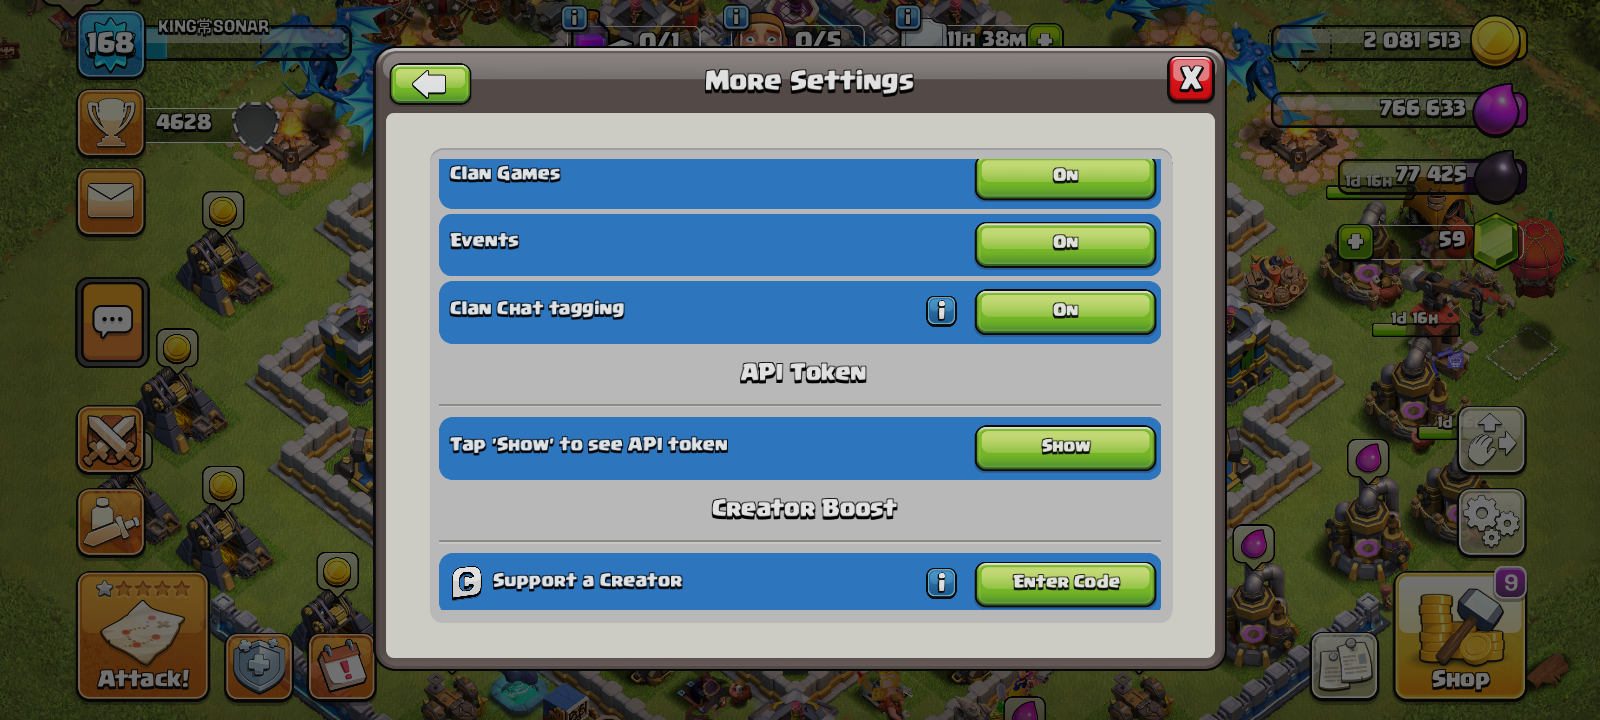 168
KING常SONAR
0/1
0/5
11H 38M
2 081 513
More Settings
X
4628
766 633
Clan Games
On
77 425
1d 16H
Events
On
59
Clan Chat tagging
i
On
1d 16H
API Token
Tap 'Show' to see API token
Show
1d
Creator Boost
C
Support a Creator
i
Enter Code
9
Attack!
Shop